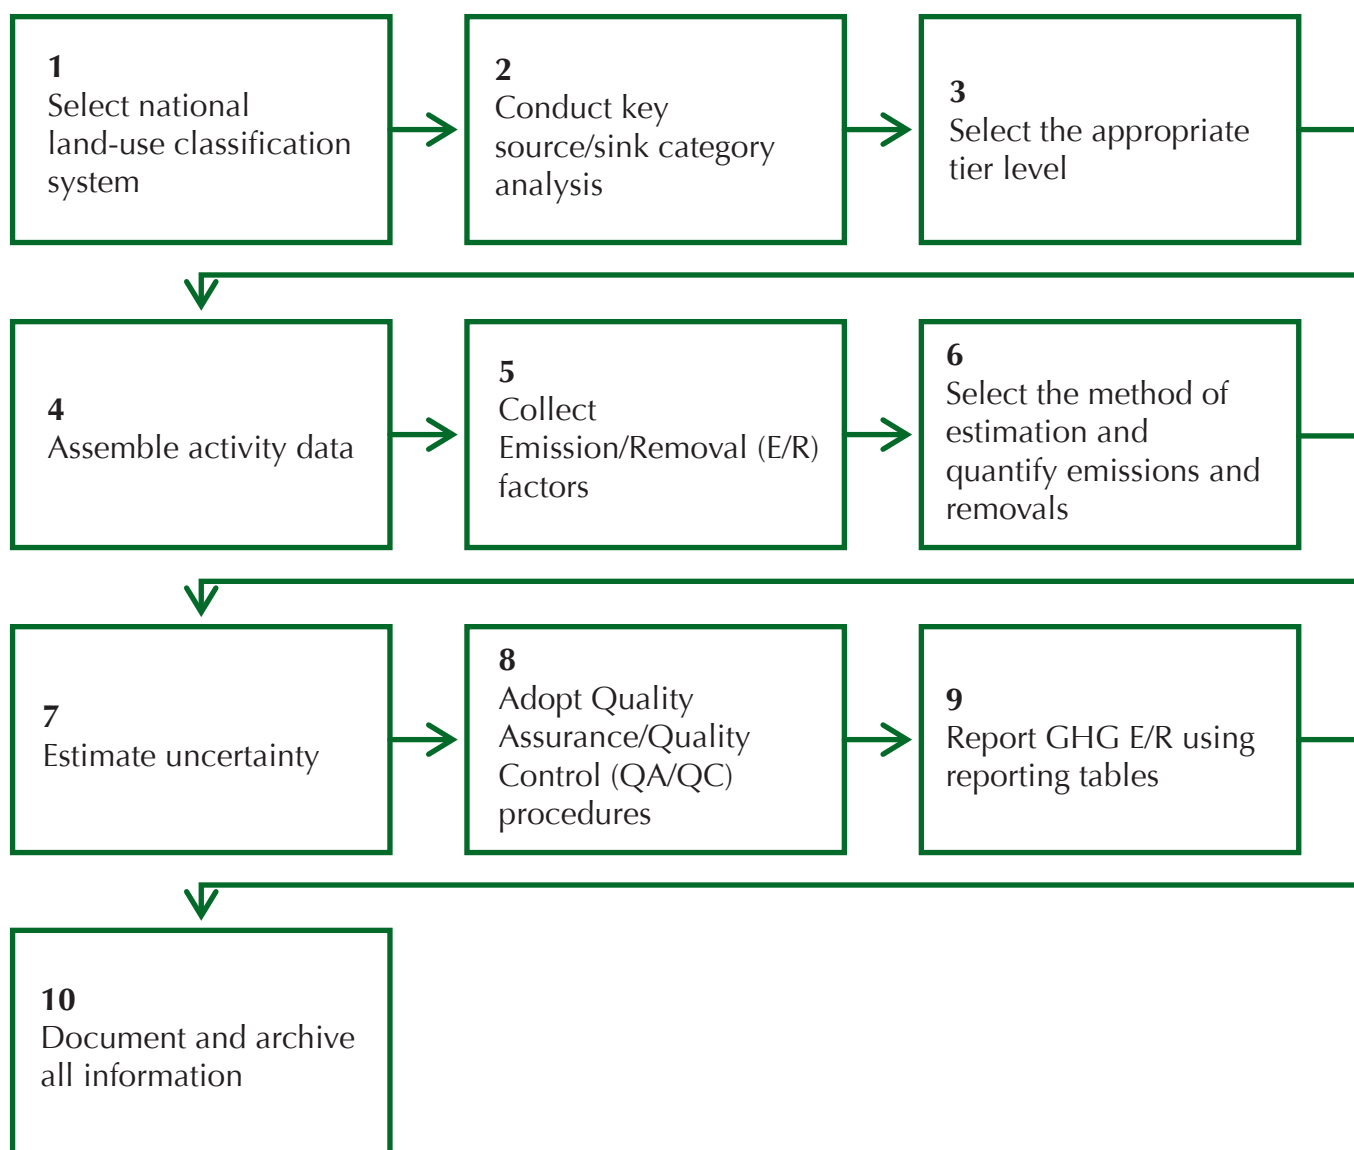 1
Select national
land-use classification
system
2
Conduct key
source/sink category
analysis
3
Select the appropriate
tier level
4
Assemble activity data
5
Collect
Emission/Removal (E/R)
factors
6
Select the method of
estimation and
quantify emissions and
removals
7
Estimate uncertainty
8
Adopt Quality
Assurance/Quality
Control (QA/QC)
procedures
9
Report GHG E/R using
reporting tables
10
Document and archive
all information